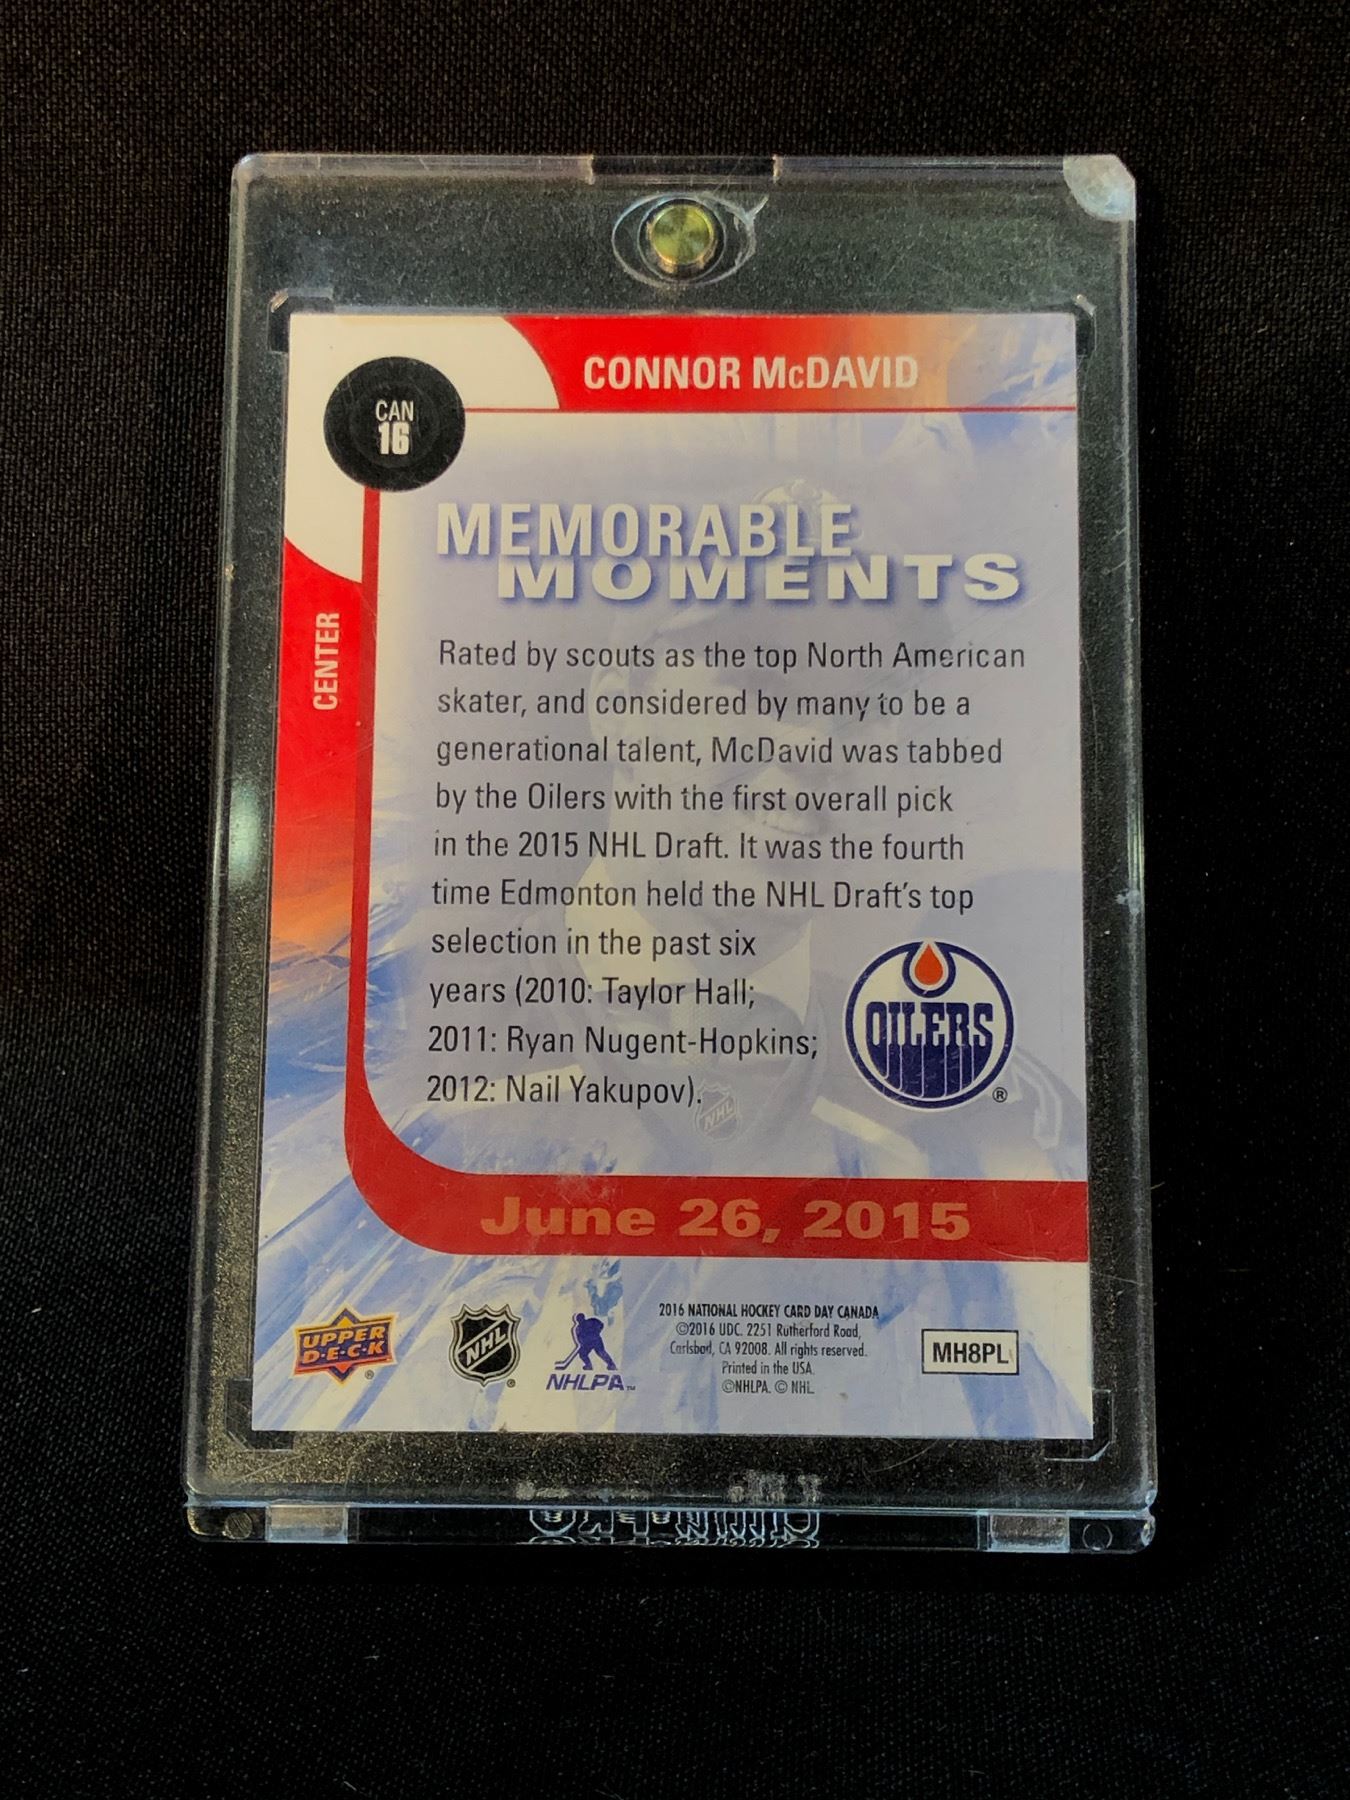 CONNOR McDAVID
CAN
16
MEMORABLE
MOMENTS
CENTER
Rated by scouts as the top North American
skater, and considered by many to be a
generational talent, McDavid was tabbed
by the Oilers with the first overall pick
in the 2015 NHL Draft. It was the fourth
time Edmonton held the NHL Draft's top
selection in the past six
years (2010: Taylor Hall;
2011: Ryan Nugent-Hopkins;
2012: Nail Yakupov).
OILERS
®
NHL
June 26, 2015
UPPER
D·E·C·K
®
NHL
®
NHLPA™
2016 NATIONAL HOCKEY CARD DAY CANADA
©2016 UDC. 2251 Rutherford Road,
Carlsbad, CA 92008. All rights reserved.
Printed in the USA.
©NHLPA. © NHL.
MH8PL